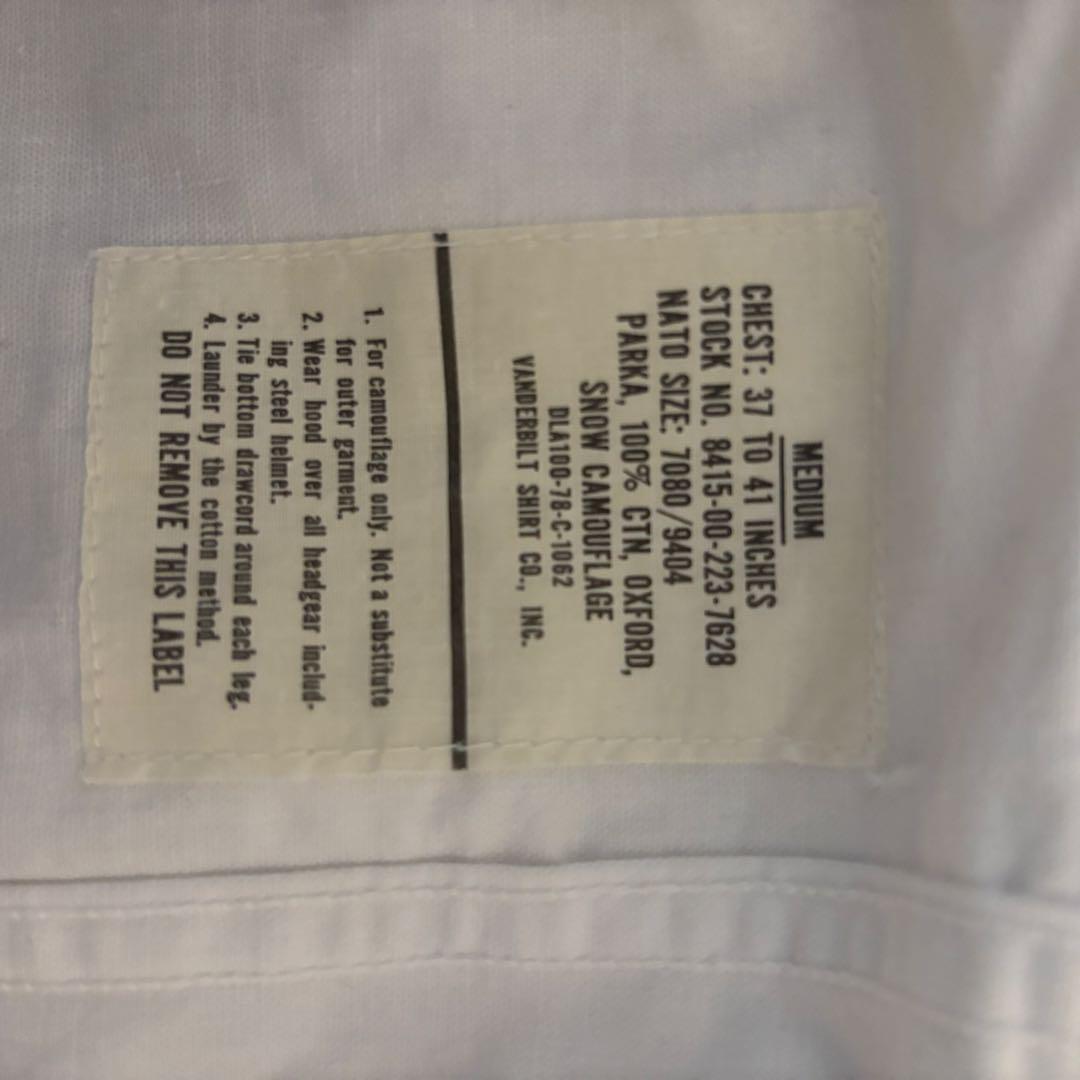 MEDIUM
CHEST: 37 TO 41 INCHES
STOCK NO. 8415-00-223-7628
NATO SIZE: 7080/9404
PARKA, 100% CTN, OXFORD,
SNOW CAMOUFLAGE
DLA100-78-C-1062
VANDERBILT SHIRT CO., INC.
1. For camouflage only. Not a substitute
for outer garment.
2. Wear hood over all headgear includ-
ing steel helmet.
3. Tie bottom drawcord around each leg.
4. Launder by the cotton method.
DO NOT REMOVE THIS LABEL